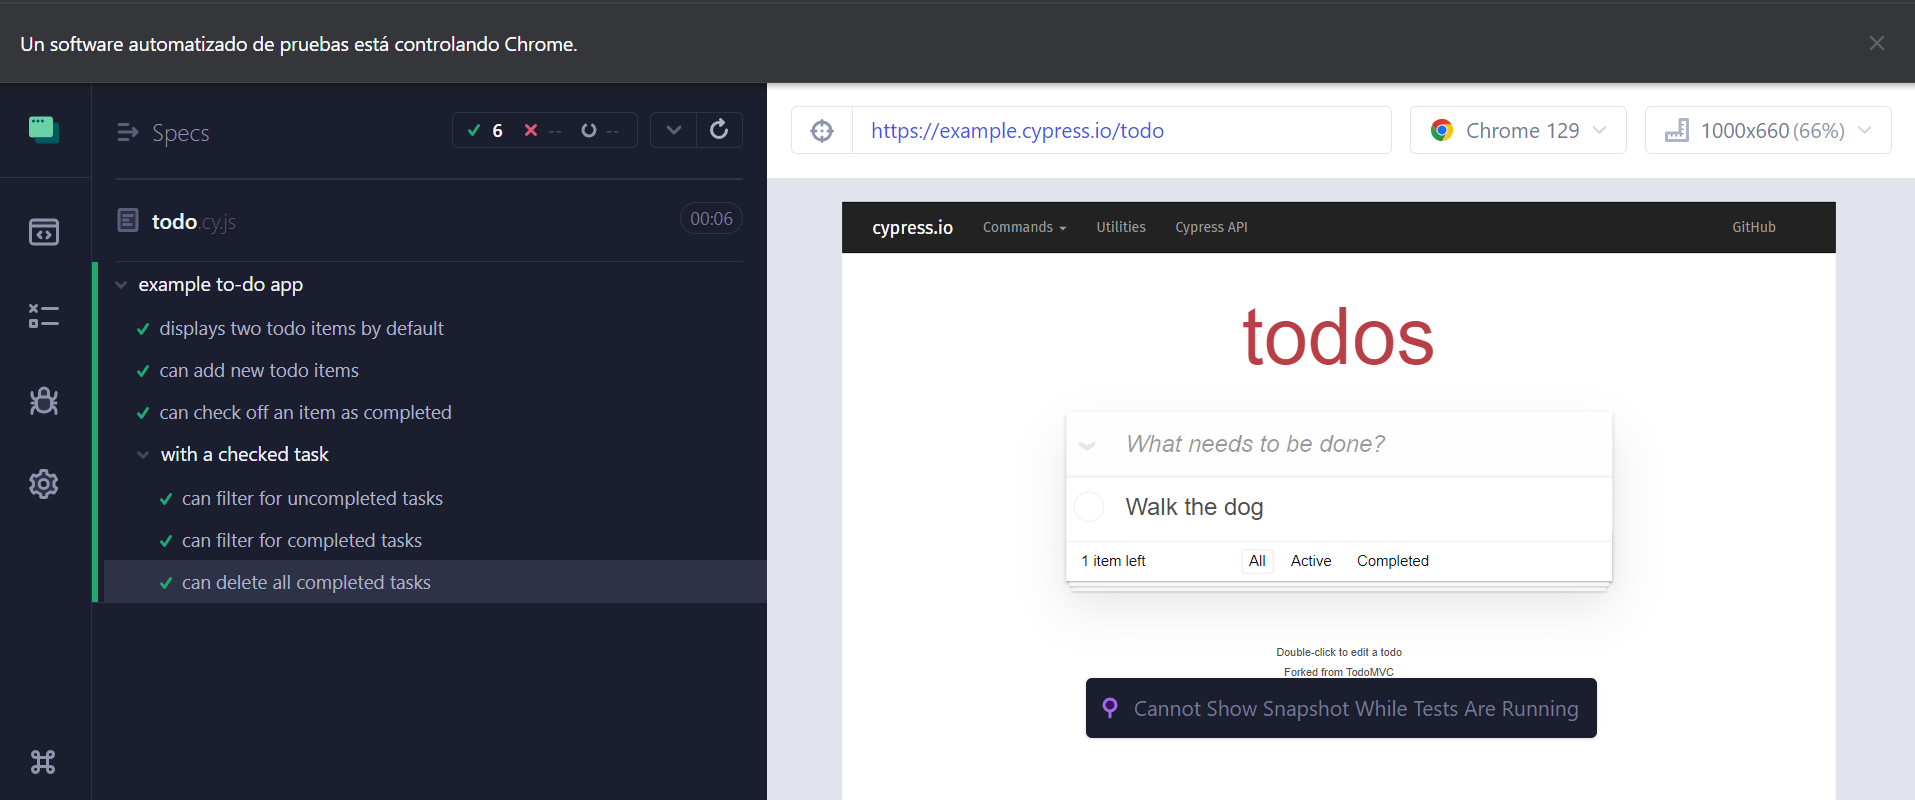 Un software automatizado de pruebas está controlando Chrome.
Specs
6 -- --
todo.cy.js
00:06
example to-do app
displays two todo items by default
can add new todo items
can check off an item as completed
with a checked task
can filter for uncompleted tasks
can filter for completed tasks
can delete all completed tasks
https://example.cypress.io/todo
Chrome 129
1000x660 (66%)
cypress.io Commands Utilities Cypress API GitHub
todos
What needs to be done?
Walk the dog
1 item left All Active Completed
Double-click to edit a todo
Forked from TodoMVC
Cannot Show Snapshot While Tests Are Running